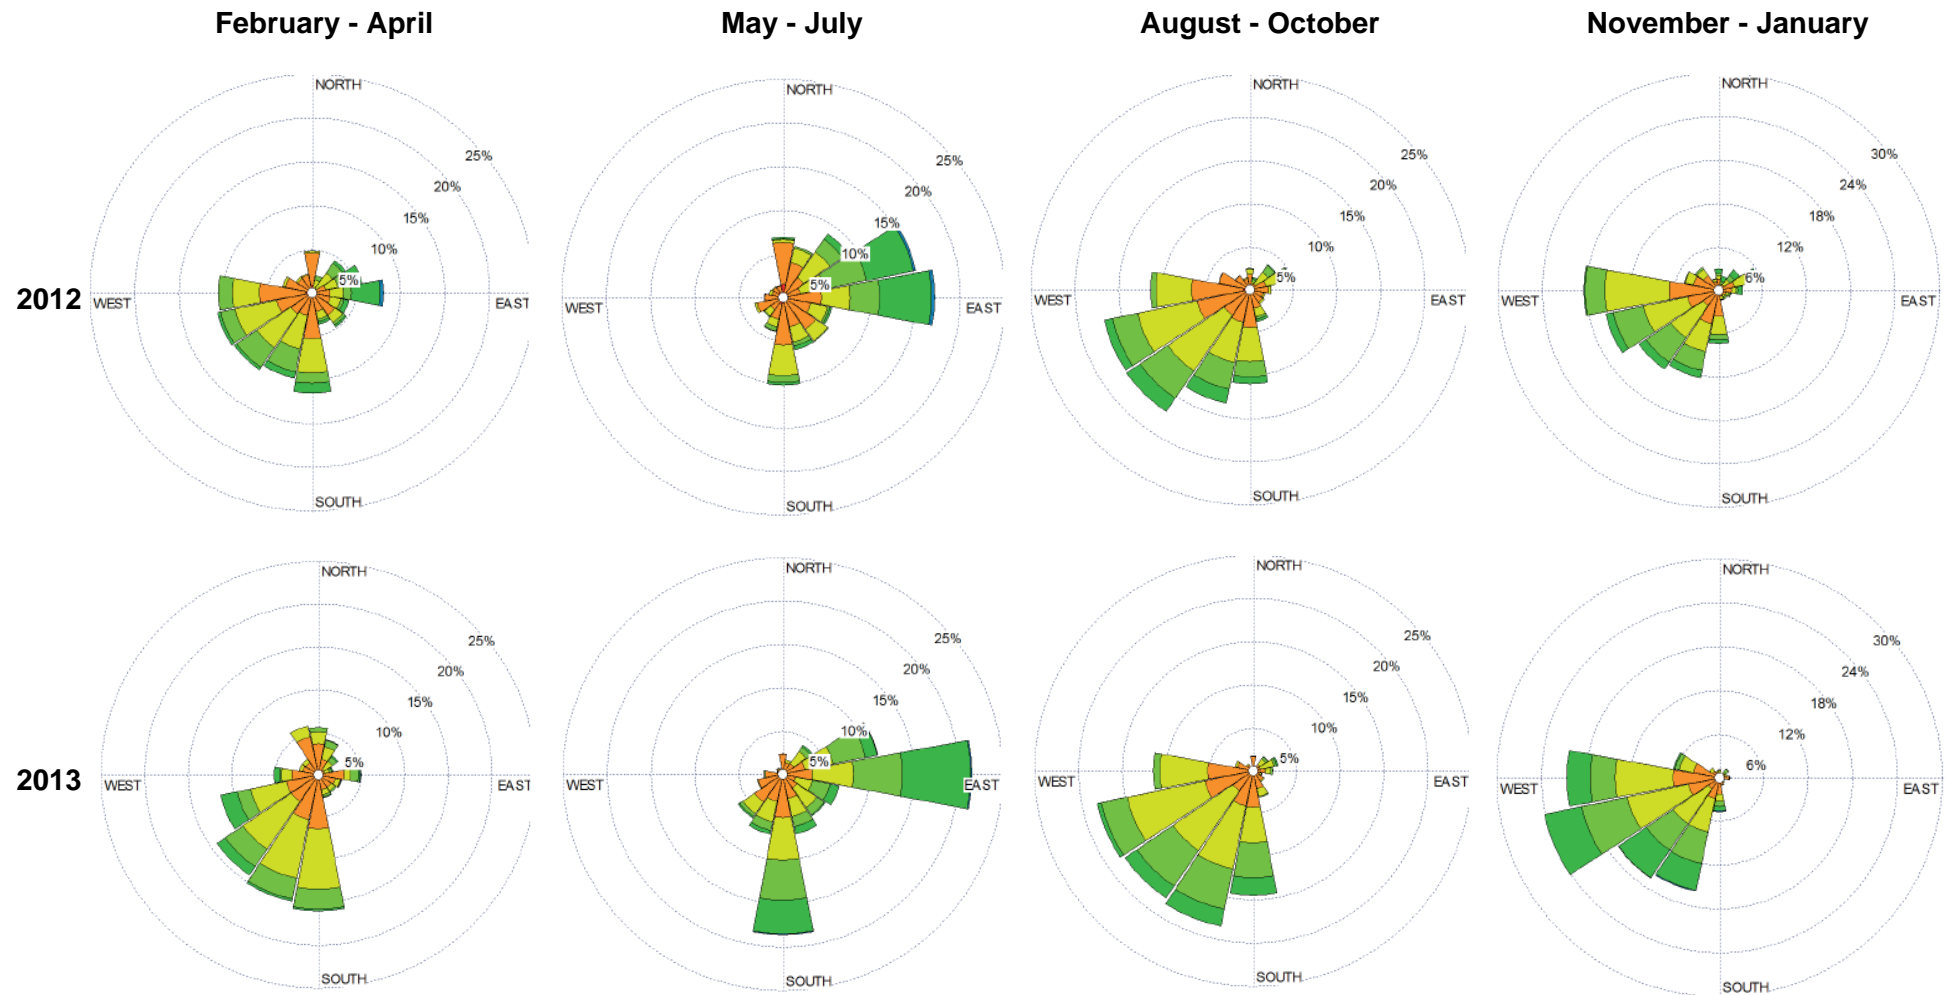 February - April May - July August - October November - January
NORTH NORTH NORTH NORTH
25% 25% 25% 30%
20% 20% 20% 24%
15% 15% 15% 18%
10% 10% 10% 12%
5% 5% 5% 6%
2012 WEST EAST WEST EAST WEST EAST WEST EAST
SOUTH SOUTH SOUTH SOUTH
NORTH NORTH NORTH NORTH
25% 25% 25% 30%
20% 20% 20% 24%
15% 15% 15% 18%
10% 10% 10% 12%
5% 5% 5% 6%
2013 WEST EAST WEST EAST WEST EAST WEST EAST
SOUTH SOUTH SOUTH SOUTH